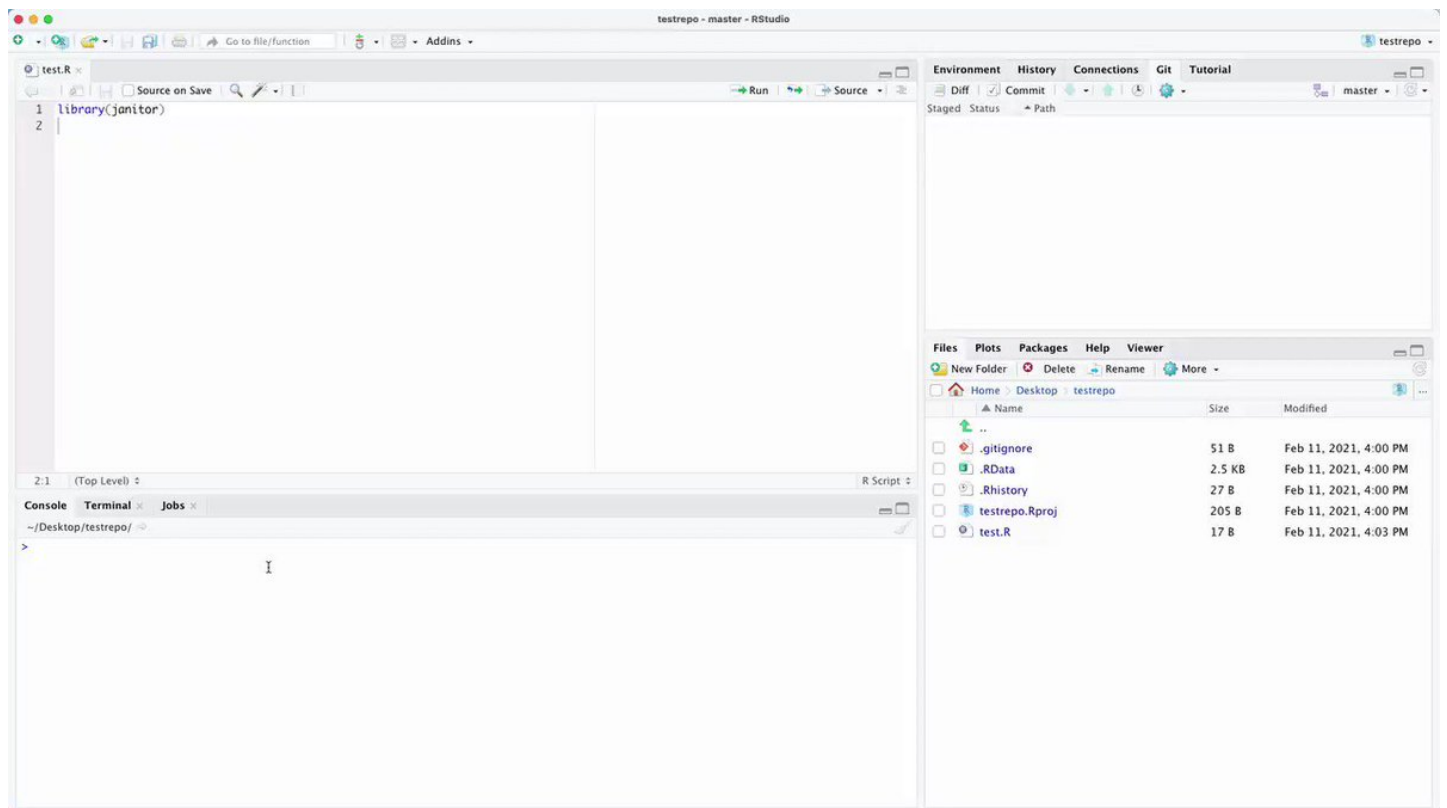 testrepo - master - RStudio
Go to file/function Addins testrepo
test.R
Source on Save Run Source
1 library(janitor)
2
2:1 (Top Level) R Script
Console Terminal Jobs
~/Desktop/testrepo/
>
Environment History Connections Git Tutorial
Diff Commit master
Staged Status Path
Files Plots Packages Help Viewer
New Folder Delete Rename More
Home Desktop testrepo ...
Name Size Modified
..
.gitignore 51 B Feb 11, 2021, 4:00 PM
.RData 2.5 KB Feb 11, 2021, 4:00 PM
.Rhistory 27 B Feb 11, 2021, 4:00 PM
testrepo.Rproj 205 B Feb 11, 2021, 4:00 PM
test.R 17 B Feb 11, 2021, 4:03 PM